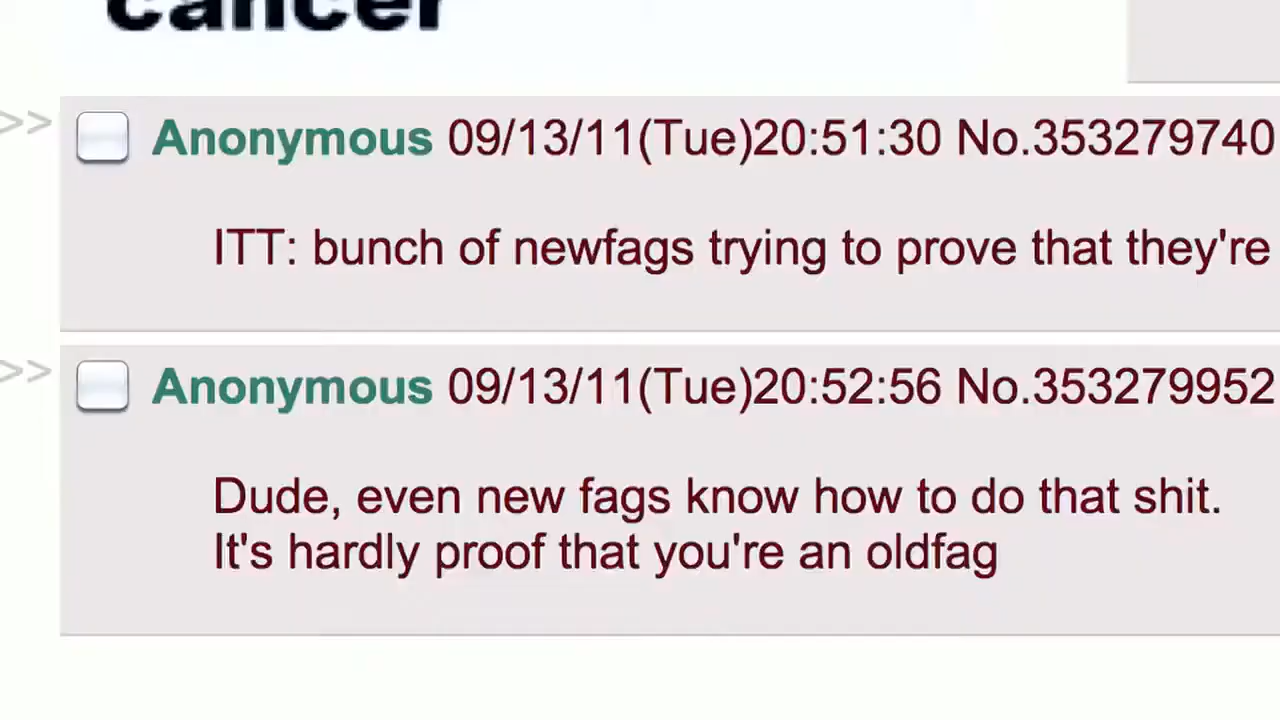 cancer
>> Anonymous 09/13/11(Tue)20:51:30 No.353279740
ITT: bunch of newfags trying to prove that they're
>> Anonymous 09/13/11(Tue)20:52:56 No.353279952
Dude, even new fags know how to do that shit.
It's hardly proof that you're an oldfag